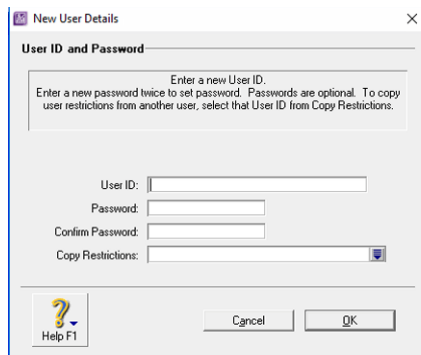 New User Details
User ID and Password
Enter a new User ID.
Enter a new password twice to set password. Passwords are optional. To copy
user restrictions from another user, select that User ID from Copy Restrictions.
User ID:
Password:
Confirm Password:
Copy Restrictions:
Help F1
Cancel
OK